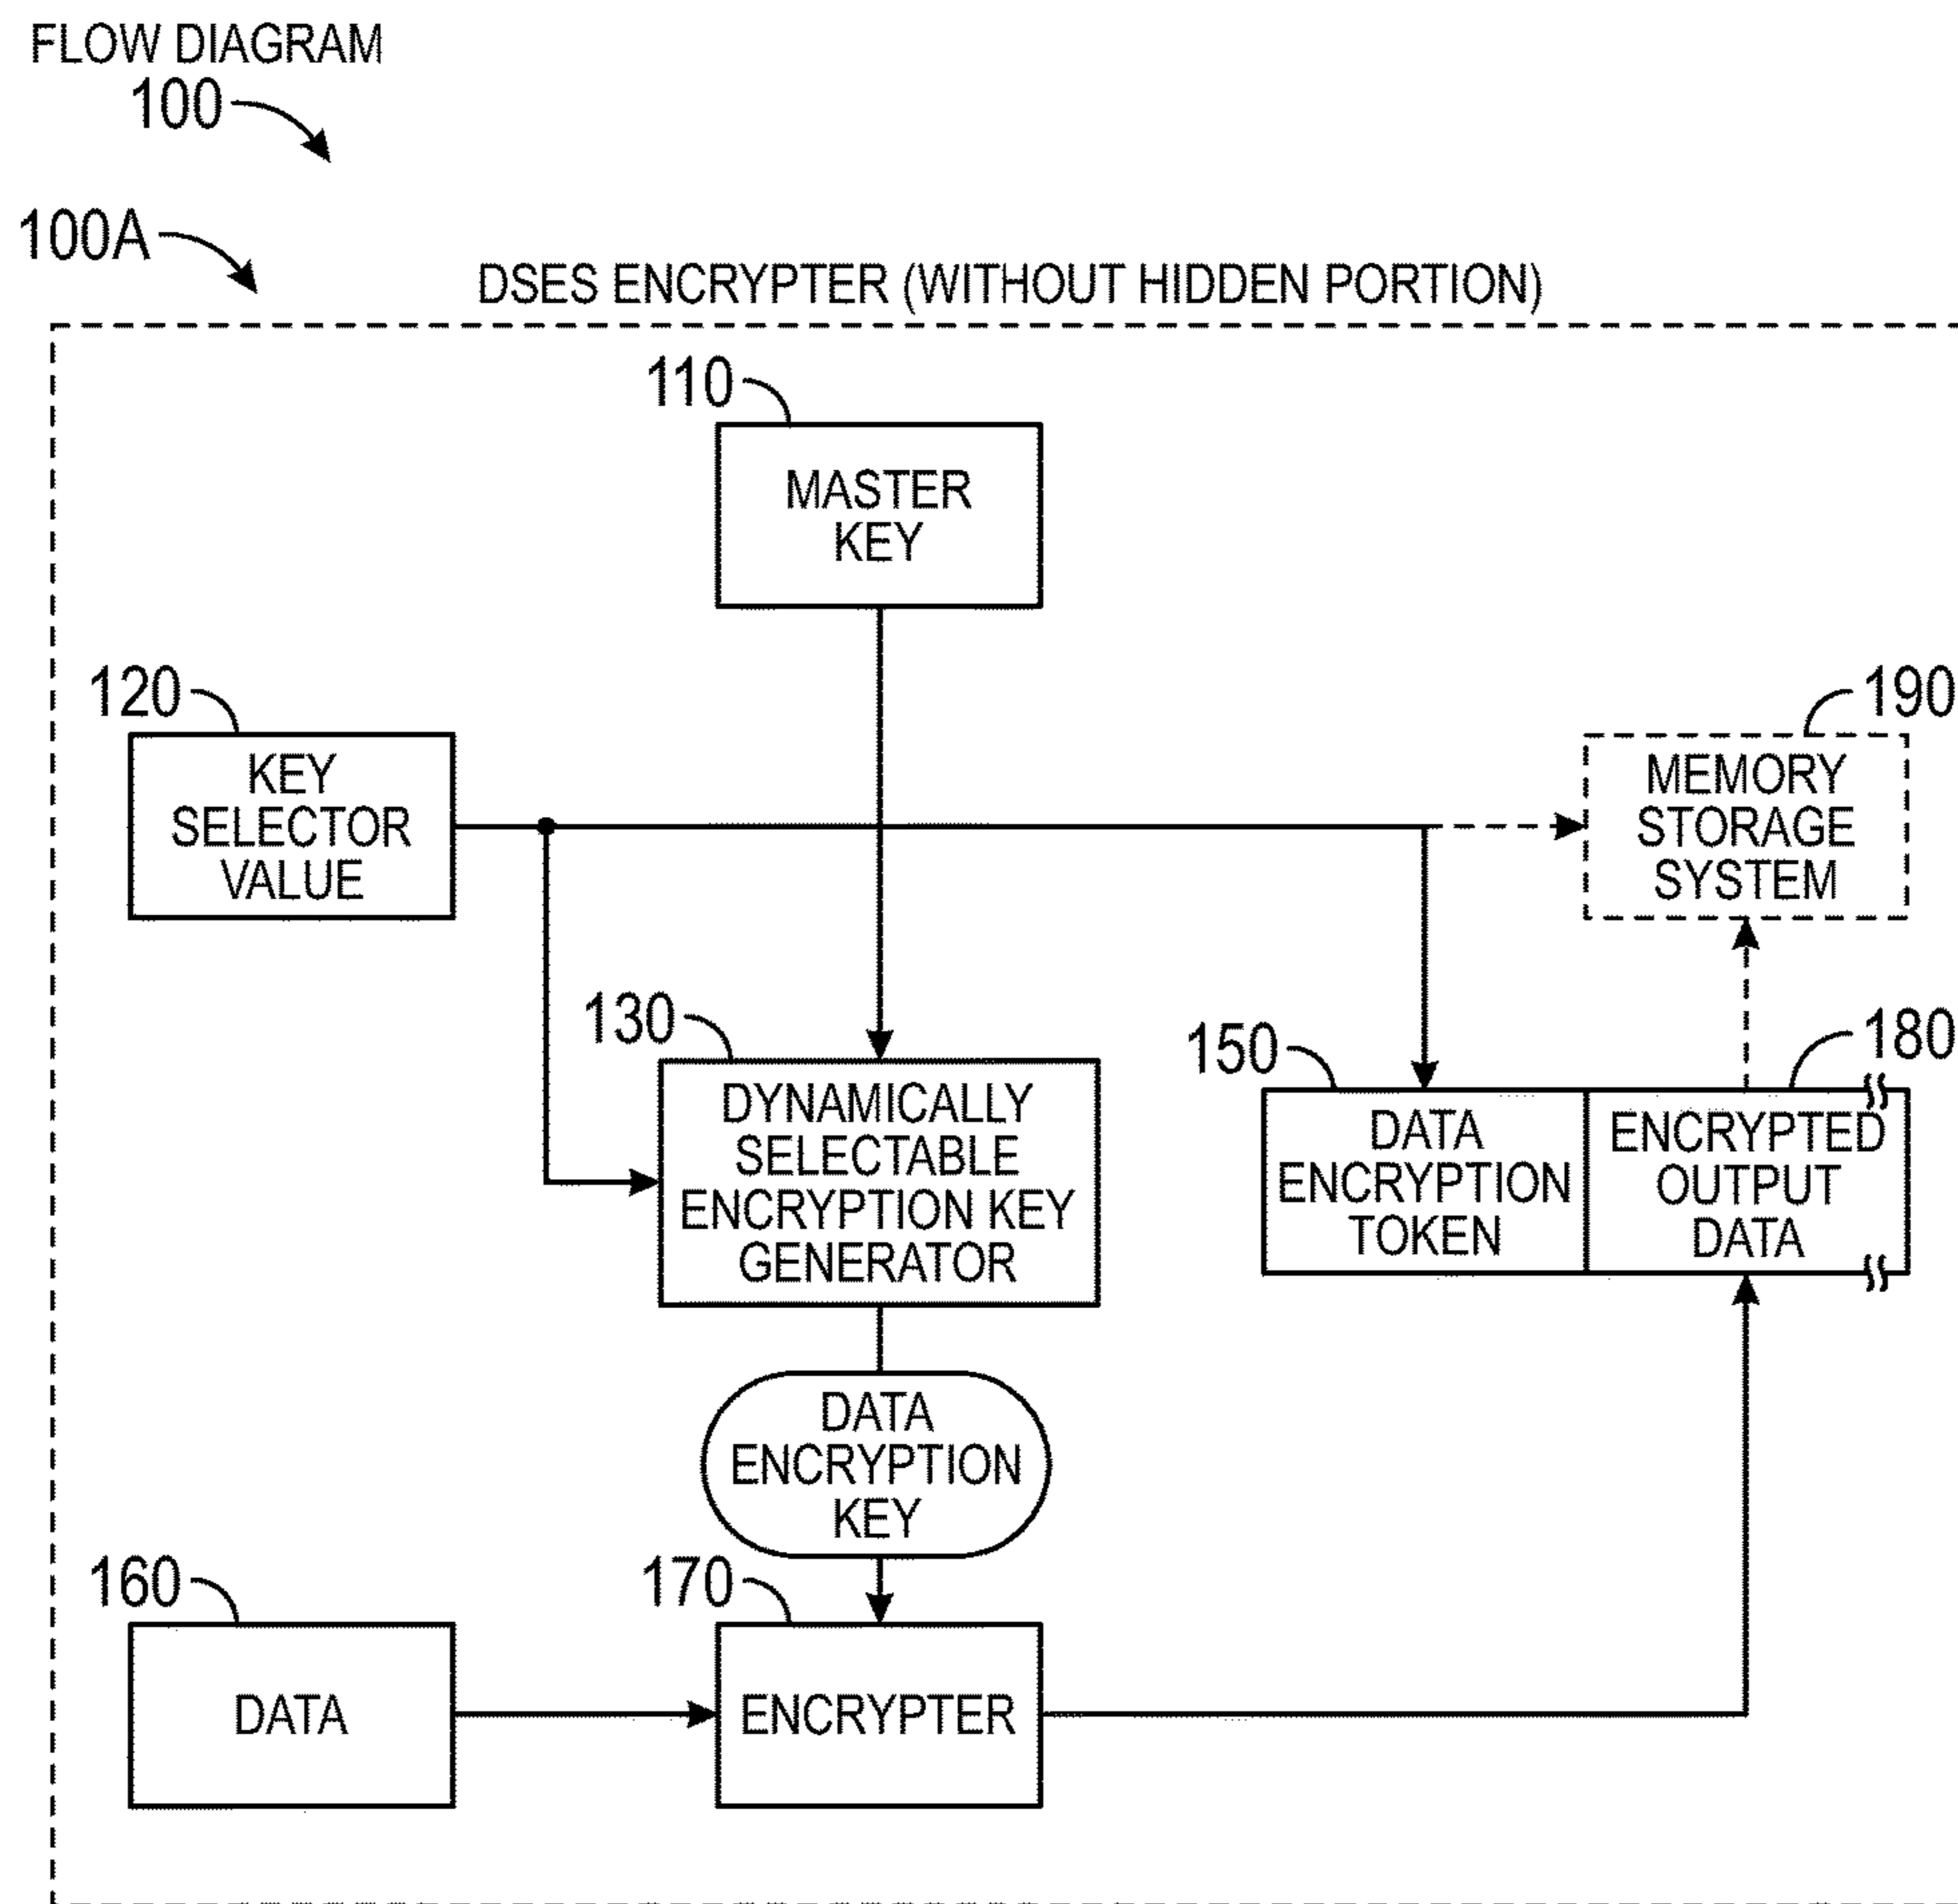 FLOW DIAGRAM
100
100A
DSES ENCRYPTER (WITHOUT HIDDEN PORTION)
110
MASTER
KEY
120
KEY
SELECTOR
VALUE
190
MEMORY
STORAGE
SYSTEM
130
DYNAMICALLY
SELECTABLE
ENCRYPTION KEY
GENERATOR
150
DATA
ENCRYPTION
TOKEN
180
ENCRYPTED
OUTPUT
DATA
DATA
ENCRYPTION
KEY
160
DATA
170
ENCRYPTER